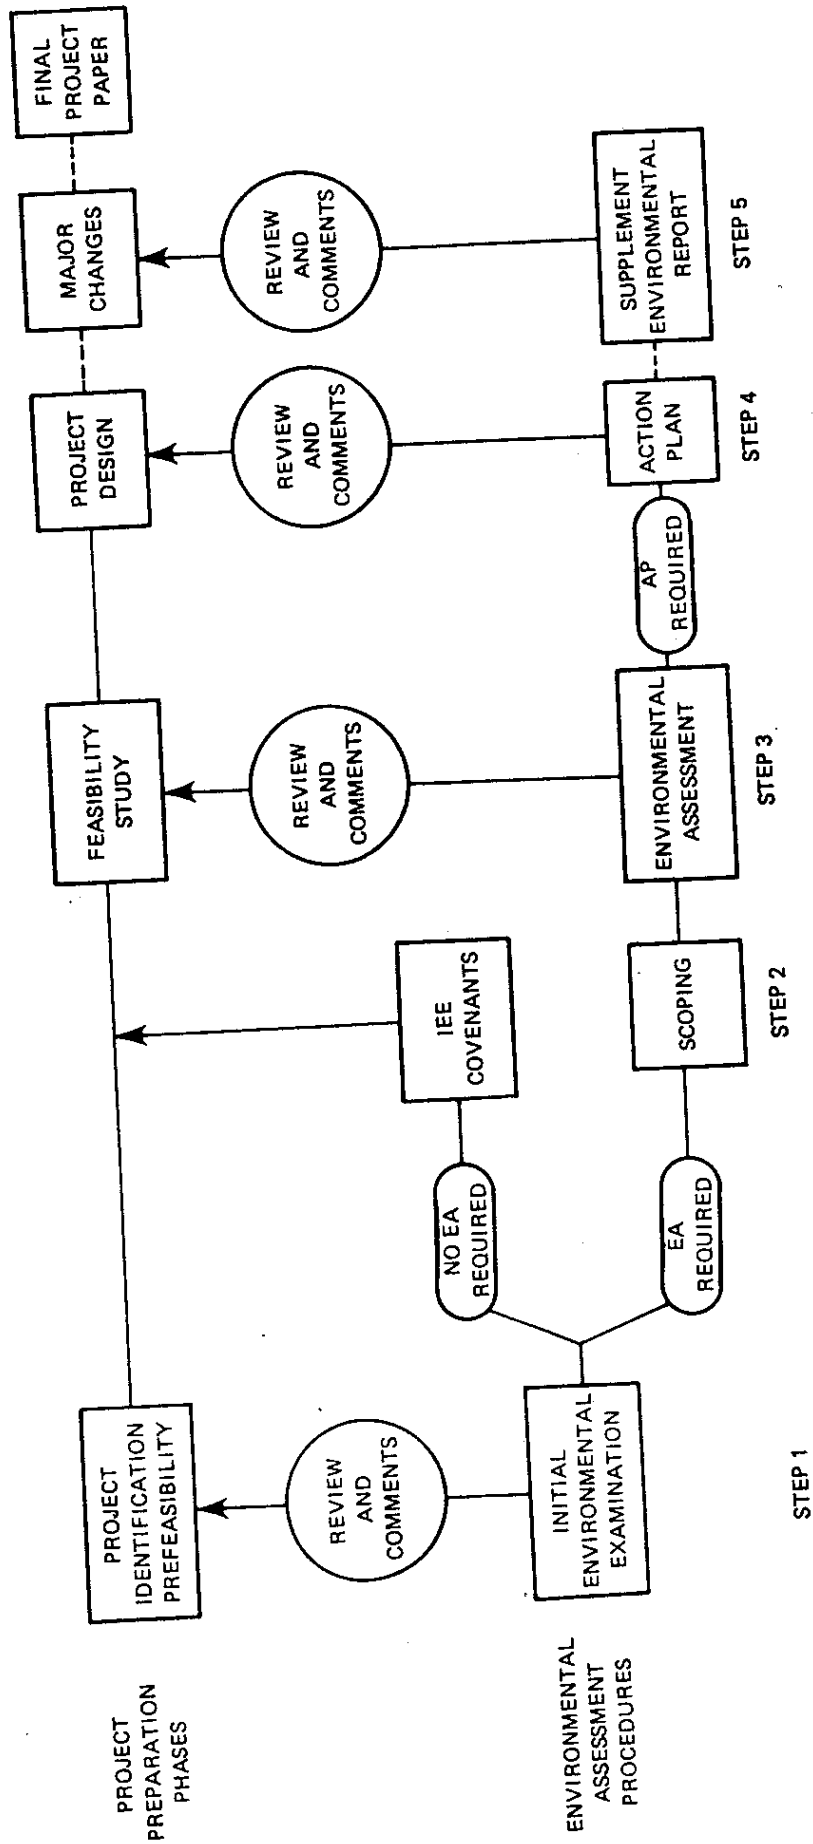 PROJECT
PREPARATION
PHASES
PROJECT
IDENTIFICATION
PREFEASIBILITY
FEASIBILITY
STUDY
PROJECT
DESIGN
MAJOR
CHANGES
FINAL
PROJECT
PAPER
REVIEW
AND
COMMENTS
REVIEW
AND
COMMENTS
REVIEW
AND
COMMENTS
REVIEW
AND
COMMENTS
IEE
COVENANTS
NO EA
REQUIRED
ENVIRONMENTAL
ASSESSMENT
PROCEDURES
INITIAL
ENVIRONMENTAL
EXAMINATION
EA
REQUIRED
SCOPING
ENVIRONMENTAL
ASSESSMENT
AP
REQUIRED
ACTION
PLAN
SUPPLEMENT
ENVIRONMENTAL
REPORT
STEP 1
STEP 2
STEP 3
STEP 4
STEP 5